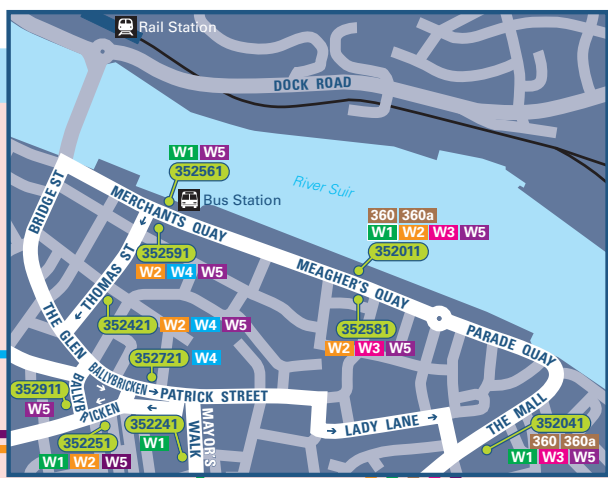 Rail Station
DOCK ROAD
W1 W5
352561
River Suir
Bus Station
BRIDGE ST
MERCHANTS QUAY
360 360a
W1 W2 W3 W5
352011
352591
W2 W4 W5
THOMAS ST
MEAGHER'S QUAY
352421 W2 W4 W5
352581
W2 W3 W5
THE GLEN
PARADE QUAY
352721 W4
BALLYBRICKEN
PATRICK STREET
352911
W5
BALLYBRICKEN
352241
W1
MAYOR'S
WALK
LADY LANE
THE MALL
352041
360 360a
W1 W3 W5
352251
W1 W2 W5